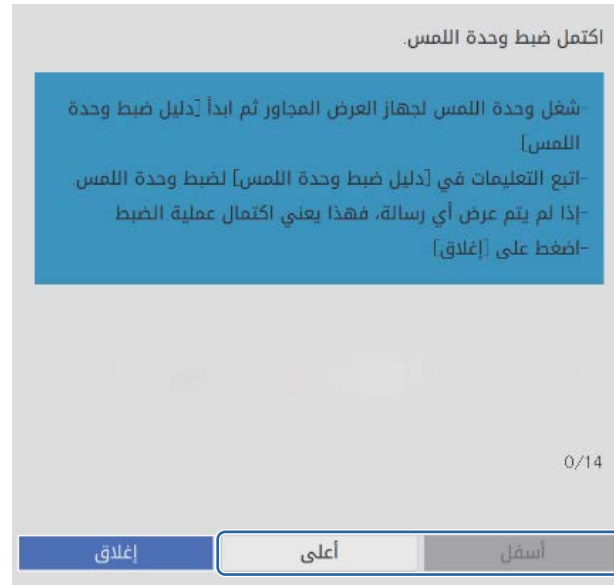 اكتمل ضبط وحدة اللمس.
-شغل وحدة اللمس لجهاز العرض المجاور ثم ابدأ [دليل ضبط وحدة
اللمس]
-اتبع التعليمات في [دليل ضبط وحدة اللمس] لضبط وحدة اللمس.
-إذا لم يتم عرض أي رسالة، فهذا يعني اكتمال عملية الضبط
-اضغط على [إغلاق]
0/14
أسفل أعلى إغلاق